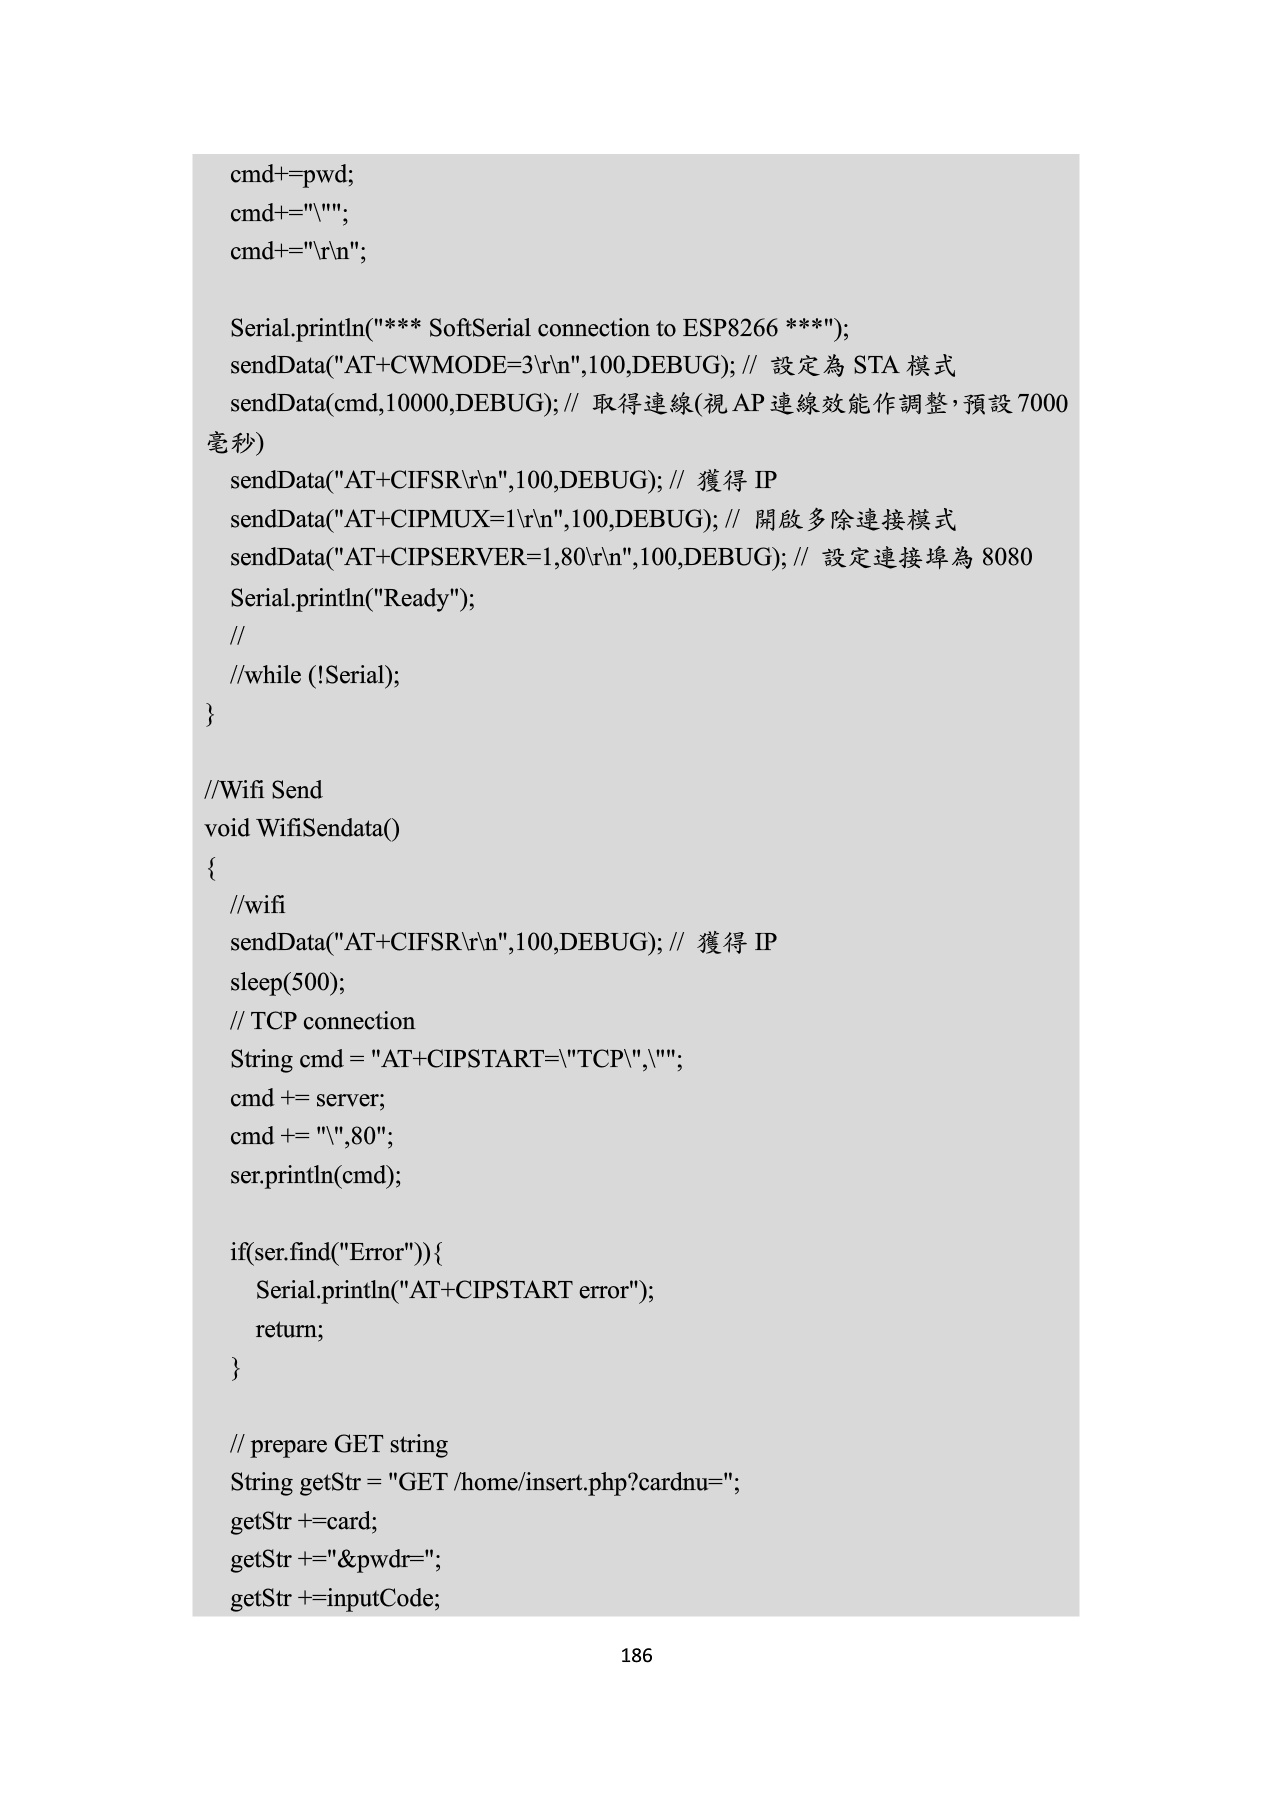 cmd+=pwd;
cmd+="\"";
cmd+="\r\n";
Serial.println("*** SoftSerial connection to ESP8266 ***");
sendData("AT+CWMODE=3\r\n",100,DEBUG); // 設定為 STA 模式
sendData(cmd,10000,DEBUG); // 取得連線(視 AP 連線效能作調整，預設 7000
毫秒)
sendData("AT+CIFSR\r\n",100,DEBUG); // 獲得 IP
sendData("AT+CIPMUX=1\r\n",100,DEBUG); // 開啟多除連接模式
sendData("AT+CIPSERVER=1,80\r\n",100,DEBUG); // 設定連接埠為 8080
Serial.println("Ready");
//
//while (!Serial);
}
//Wifi Send
void WifiSendata()
{
//wifi
sendData("AT+CIFSR\r\n",100,DEBUG); // 獲得 IP
sleep(500);
// TCP connection
String cmd = "AT+CIPSTART=\"TCP\",\"";
cmd += server;
cmd += "\",80";
ser.println(cmd);
if(ser.find("Error")){
Serial.println("AT+CIPSTART error");
return;
}
// prepare GET string
String getStr = "GET /home/insert.php?cardnu=";
getStr +=card;
getStr +="&pwdr=";
getStr +=inputCode;
186